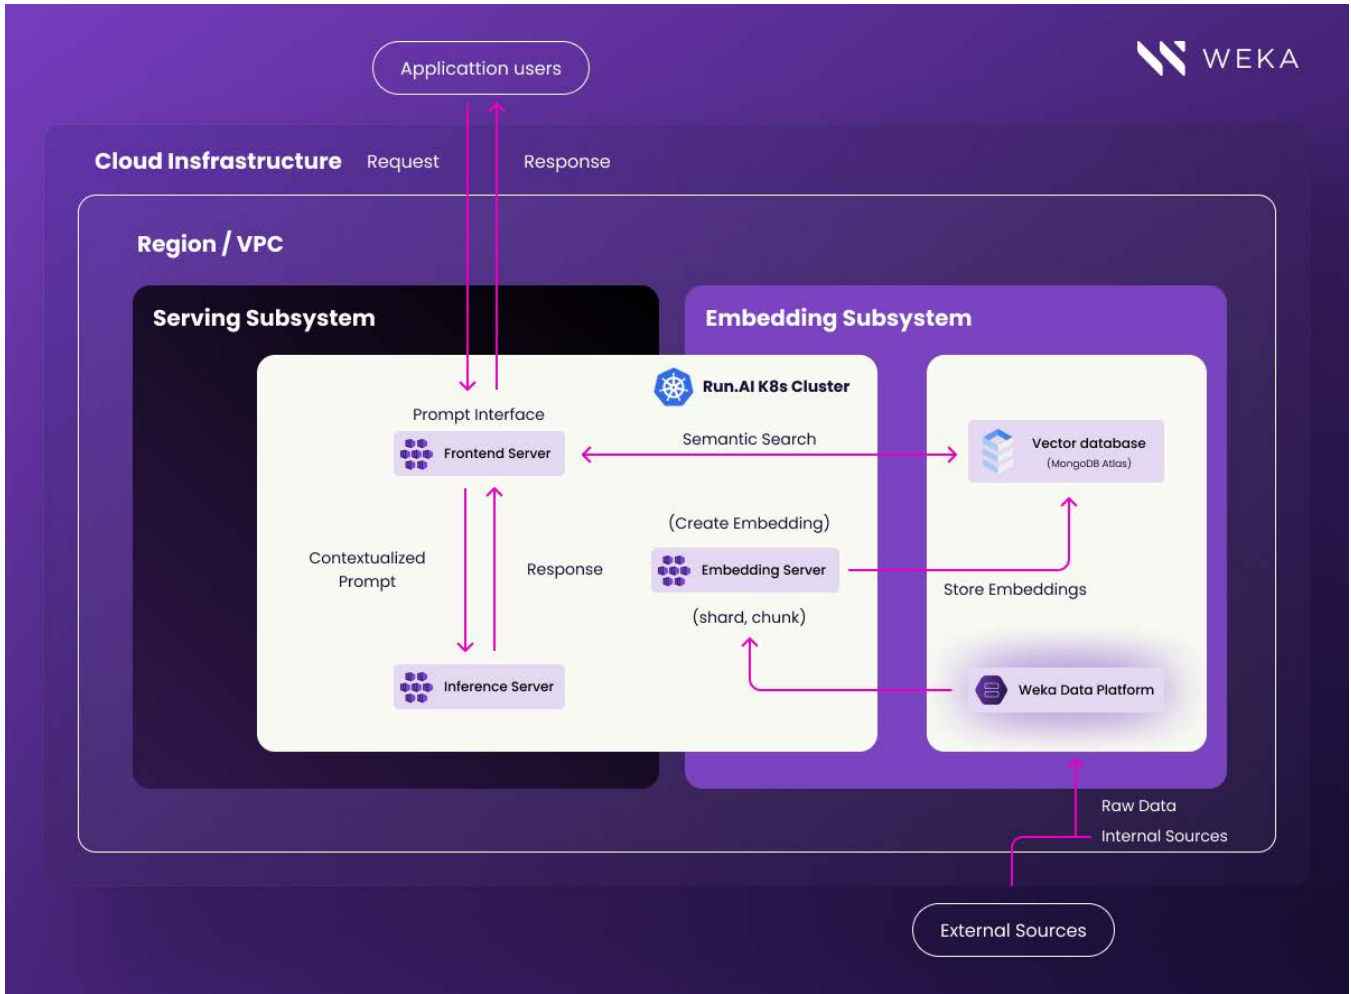 Applicattion users
WEKA
Cloud Insfrastructure
Request
Response
Region / VPC
Serving Subsystem
Embedding Subsystem
Run.AI K8s Cluster
Prompt Interface
Frontend Server
Semantic Search
Vector database
(MongoDB Atlas)
(Create Embedding)
Contextualized
Prompt
Response
Embedding Server
Store Embeddings
(shard, chunk)
Inference Server
Weka Data Platform
Raw Data
Internal Sources
External Sources